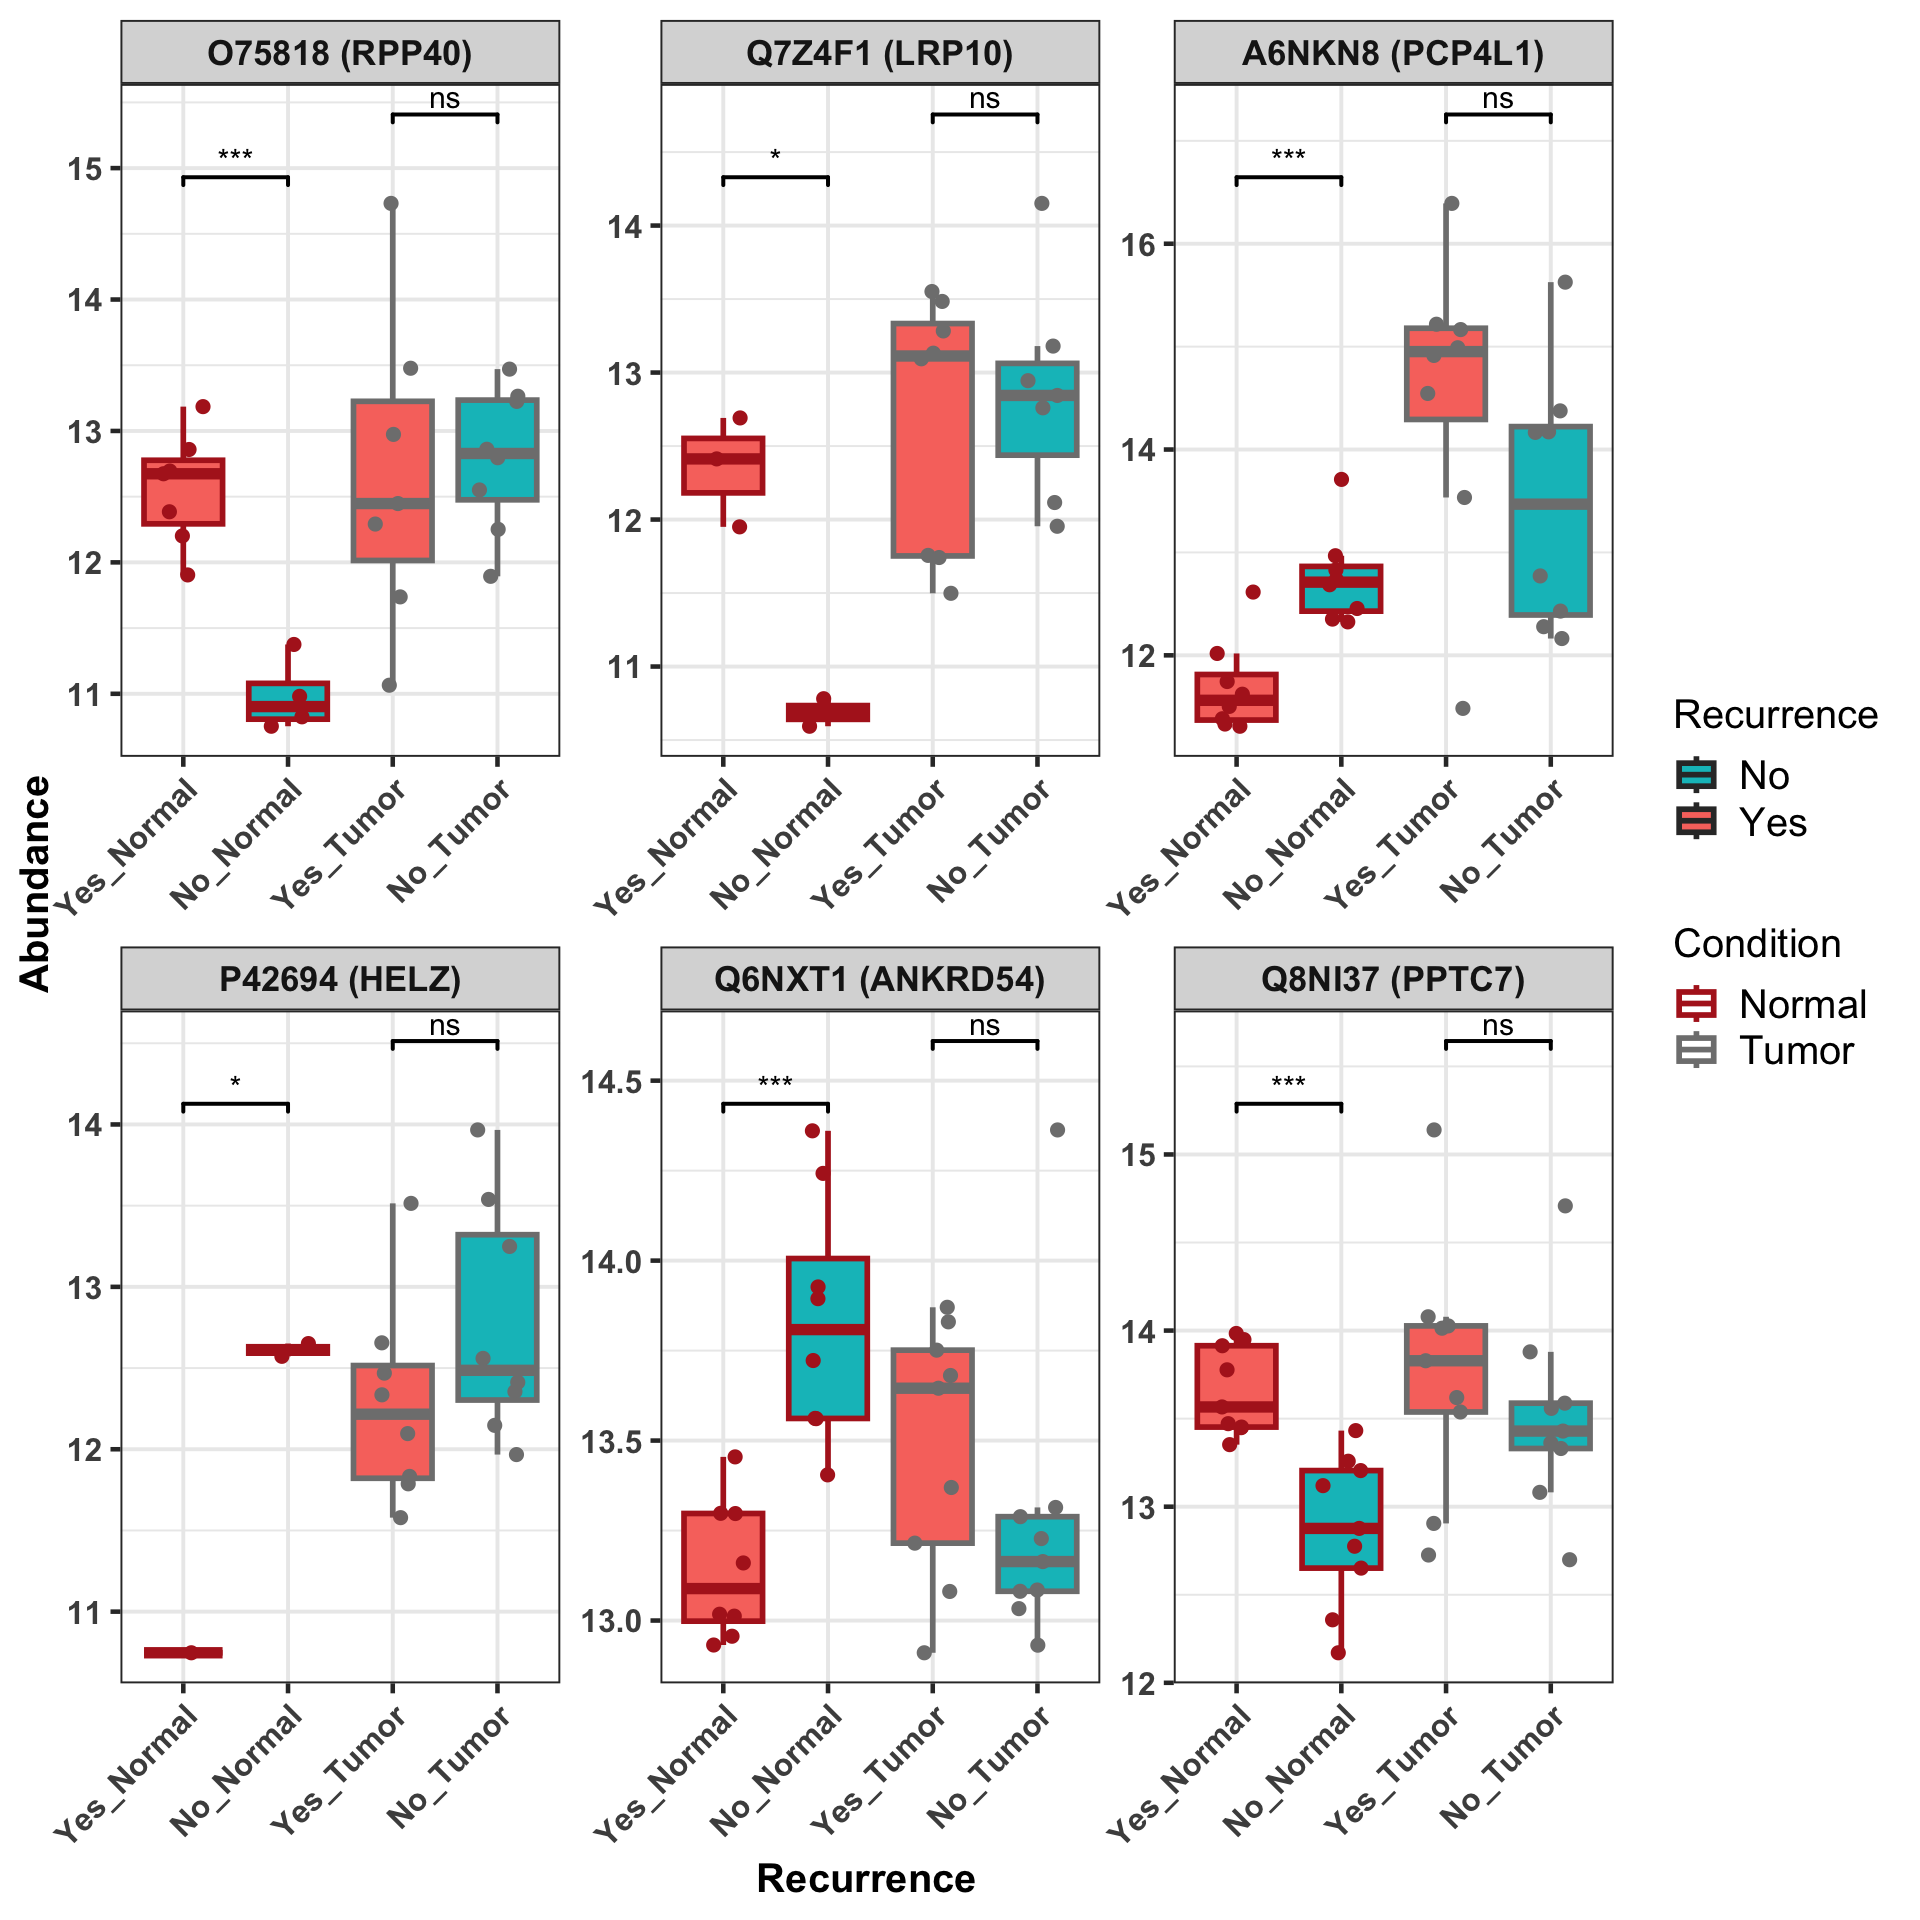 O75818 (RPP40)
Q7Z4F1 (LRP10)
A6NKN8 (PCP4L1)
ns
***
15
14
13
12
11
ns
*
14
13
12
11
ns
***
16
14
12
Yes_Normal
No_Normal
Yes_Tumor
No_Tumor
Yes_Normal
No_Normal
Yes_Tumor
No_Tumor
Yes_Normal
No_Normal
Yes_Tumor
No_Tumor
Abundance
P42694 (HELZ)
Q6NXT1 (ANKRD54)
Q8NI37 (PPTC7)
ns
*
14
13
12
11
ns
***
14.5
14.0
13.5
13.0
ns
***
15
14
13
12
Yes_Normal
No_Normal
Yes_Tumor
No_Tumor
Yes_Normal
No_Normal
Yes_Tumor
No_Tumor
Yes_Normal
No_Normal
Yes_Tumor
No_Tumor
Recurrence
Recurrence
No
Yes
Condition
Normal
Tumor